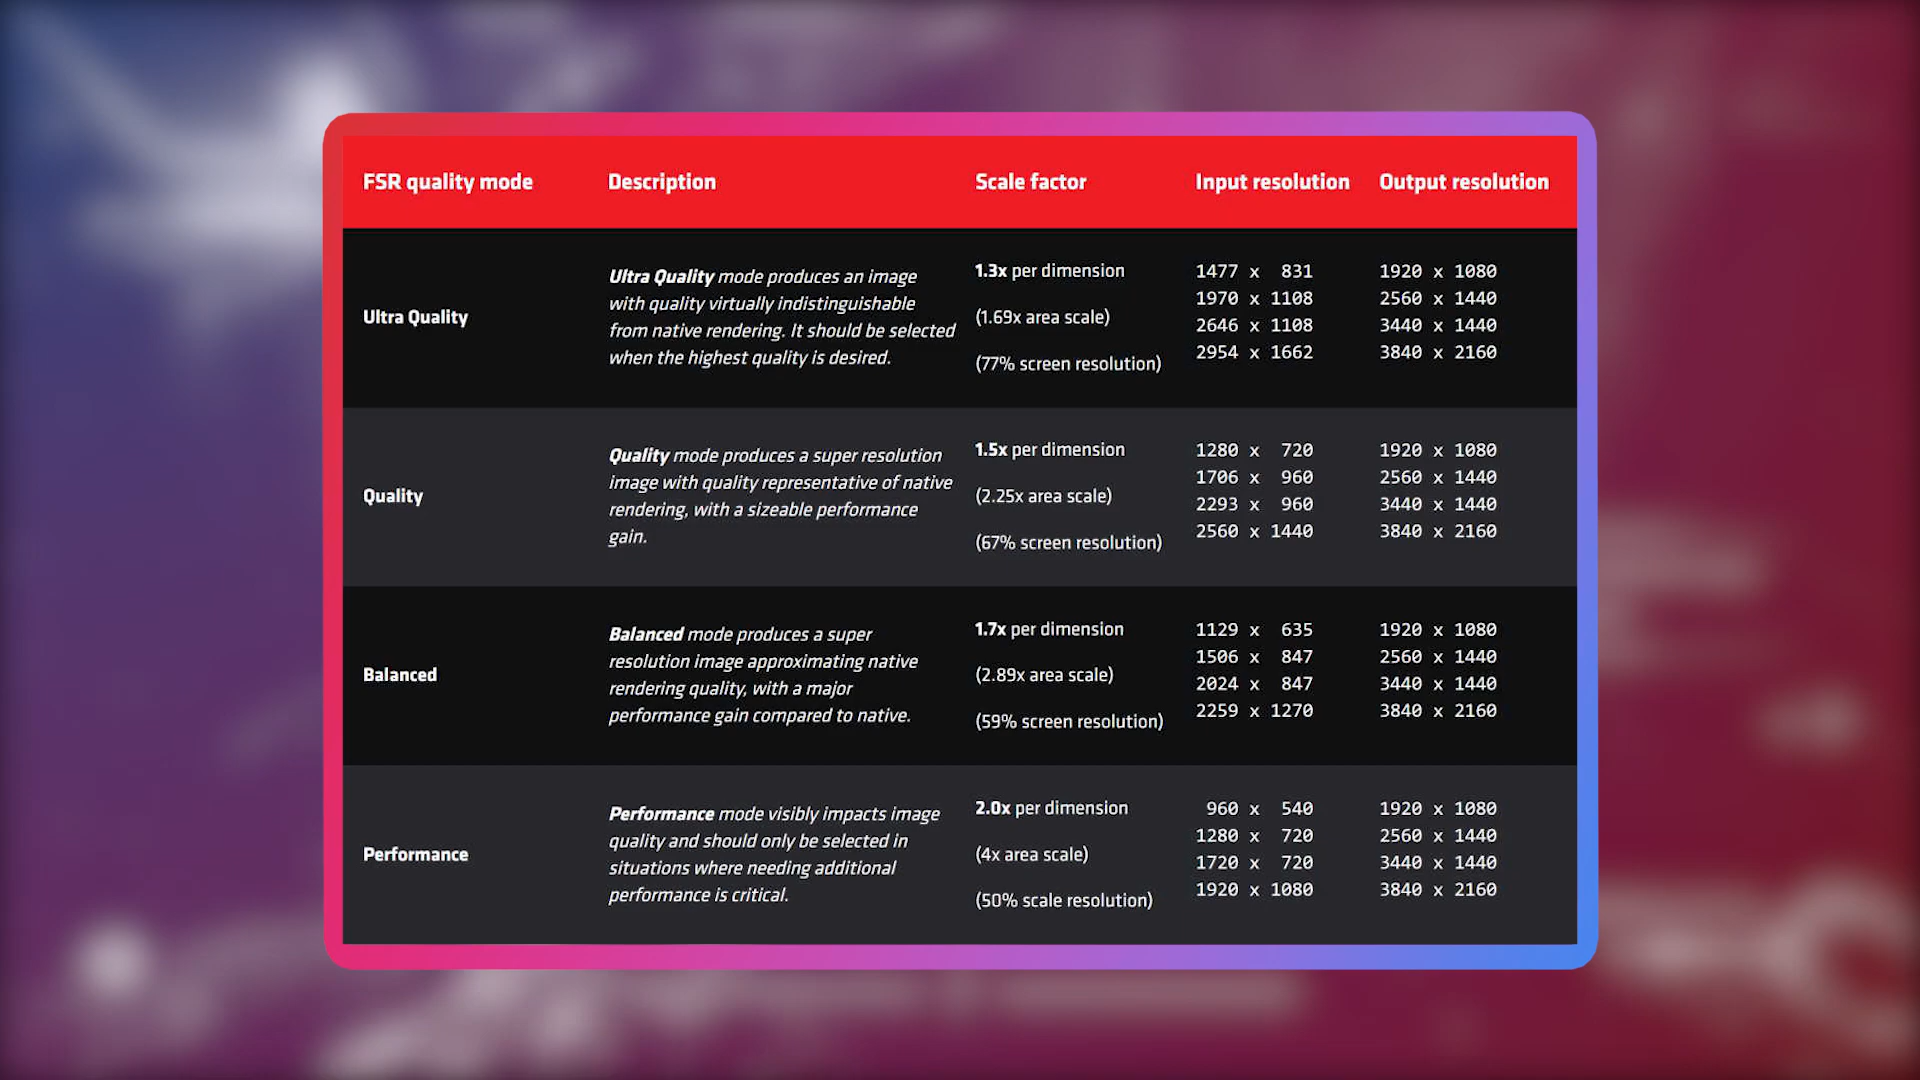 FSR quality mode Description Scale factor Input resolution Output resolution
Ultra Quality
Ultra Quality mode produces an image
with quality virtually indistinguishable
from native rendering. It should be selected
when the highest quality is desired.
1.3x per dimension
(1.69x area scale)
(77% screen resolution)
1477 x 831
1970 x 1108
2646 x 1108
2954 x 1662
1920 x 1080
2560 x 1440
3440 x 1440
3840 x 2160
Quality
Quality mode produces a super resolution
image with quality representative of native
rendering, with a sizeable performance
gain.
1.5x per dimension
(2.25x area scale)
(67% screen resolution)
1280 x 720
1706 x 960
2293 x 960
2560 x 1440
1920 x 1080
2560 x 1440
3440 x 1440
3840 x 2160
Balanced
Balanced mode produces a super
resolution image approximating native
rendering quality, with a major
performance gain compared to native.
1.7x per dimension
(2.89x area scale)
(59% screen resolution)
1129 x 635
1506 x 847
2024 x 847
2259 x 1270
1920 x 1080
2560 x 1440
3440 x 1440
3840 x 2160
Performance
Performance mode visibly impacts image
quality and should only be selected in
situations where needing additional
performance is critical.
2.0x per dimension
(4x area scale)
(50% scale resolution)
960 x 540
1280 x 720
1720 x 720
1920 x 1080
1920 x 1080
2560 x 1440
3440 x 1440
3840 x 2160